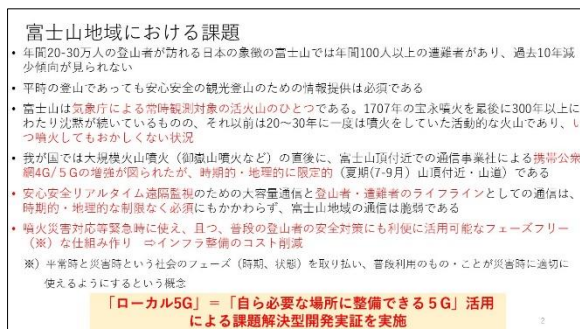 富士山地域における課題
• 年間20-30万人の登山者が訪れる日本の象徴の富士山では年間100人以上の遭難者があり、過去10年減
少傾向が見られない
• 平時の登山であっても安心安全の観光登山のための情報提供は必須である
• 富士山は気象庁による常時観測対象の活火山のひとつである。1707年の宝永噴火を最後に300年以上に
わたり沈黙が続いているものの、それ以前は20～30年に一度は噴火をしていた活動的な火山であり、い
つ噴火してもおかしくない状況
• 我が国では大規模火山噴火（御嶽山噴火など）の直後に、富士山頂付近での通信事業社による携帯公衆
網4G/５Gの増強が図られたが、時期的・地理的に限定的（夏期(7-9月）山頂付近・山道）である
• 安心安全リアルタイム遠隔監視のための大容量通信と登山者・遭難者のライフラインとしての通信は、
時期的・地理的な制限なく必須にもかかわらず、富士山地域の通信は脆弱である
• 噴火災害対応等緊急時に使え、且つ、普段の登山者の安全対策にも利便に活用可能なフェーズフリー
（※）な仕組み作り ⇒インフラ整備のコスト削減
※）平常時と災害時という社会のフェーズ（時期、状態）を取り払い、普段利用のもの・ことが災害時に適切に
使えるようにするという概念
「ローカル5G」＝「自ら必要な場所に整備できる５G」活用
による課題解決型開発実証を実施
2